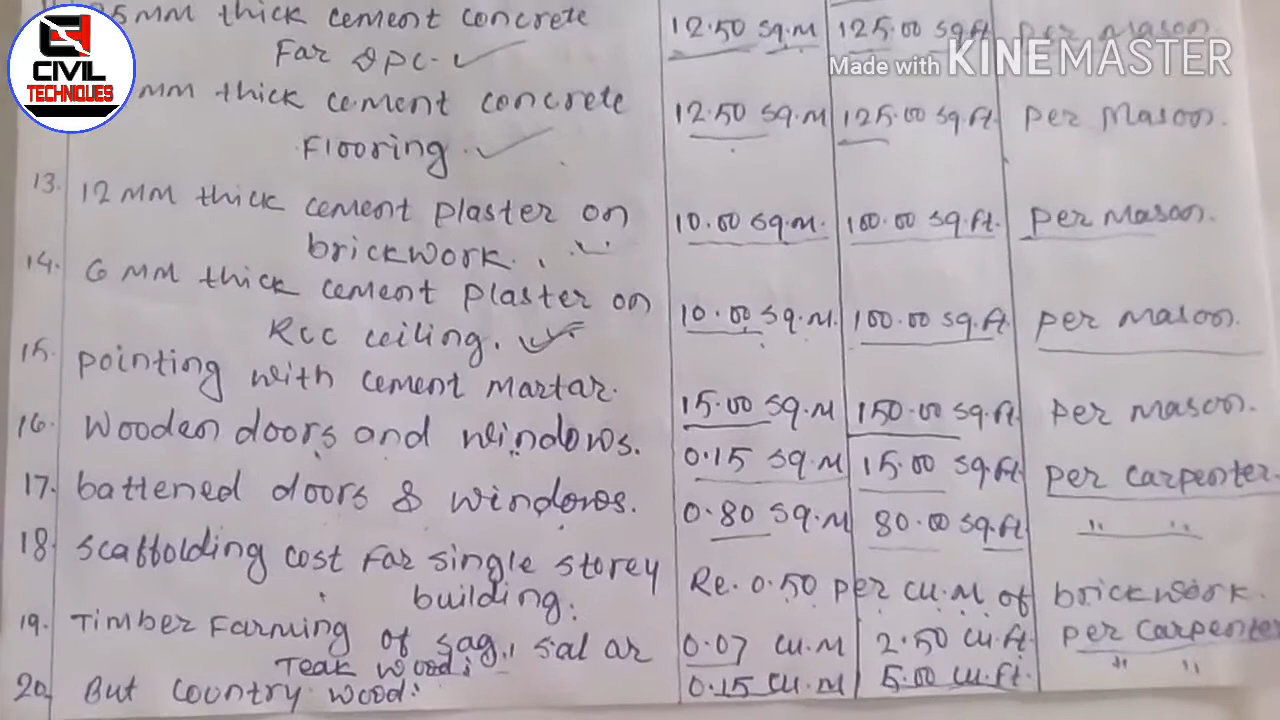 25 MM thick cement concrete 12.50 Sq.M 125.00 Sq.ft per mason
For DPC.
Made with KINEMASTER
CIVIL
TECHNIQUES
MM thick cement concrete 12.50 Sq.M 125.00 Sq.ft. per Mason.
Flooring.
13. 12 MM thick cement plaster on 10.00 Sq.M. 100.00 Sq.ft. per Mason.
brickwork.
14. 6 MM thick cement plaster on 10.00 Sq.M. 100.00 Sq.ft. per mason.
RCC ceiling.
15. pointing with cement mortar. 15.00 Sq.M 150.00 Sq.ft. per mason.
16. Wooden doors and windows. 0.15 Sq.M 15.00 Sq.ft. per carpenter.
17. battened doors & windows. 0.80 Sq.M 80.00 Sq.ft. " "
18. Scaffolding cost for single storey Re. 0.50 per cu.M of brickwork.
building.
19. Timber Farming of Sag, sal or 0.07 cu.M 2.50 cu.ft. per carpenter
Teak wood.
20. But country wood. 0.15 cu.M 5.00 cu.ft. " "